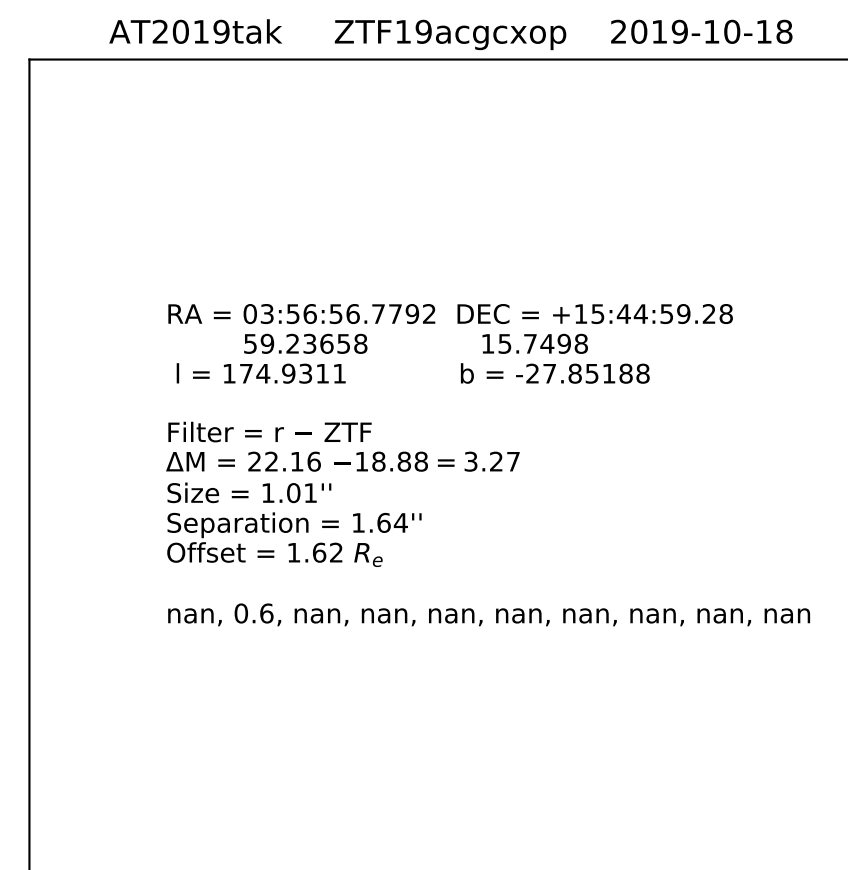 AT2019tak ZTF19acgcxop 2019-10-18
RA = 03:56:56.7792 DEC = +15:44:59.28
59.23658 15.7498
l = 174.9311 b = -27.85188
Filter = r − ZTF
ΔM = 22.16 −18.88 = 3.27
Size = 1.01''
Separation = 1.64''
Offset = 1.62 Re
nan, 0.6, nan, nan, nan, nan, nan, nan, nan, nan